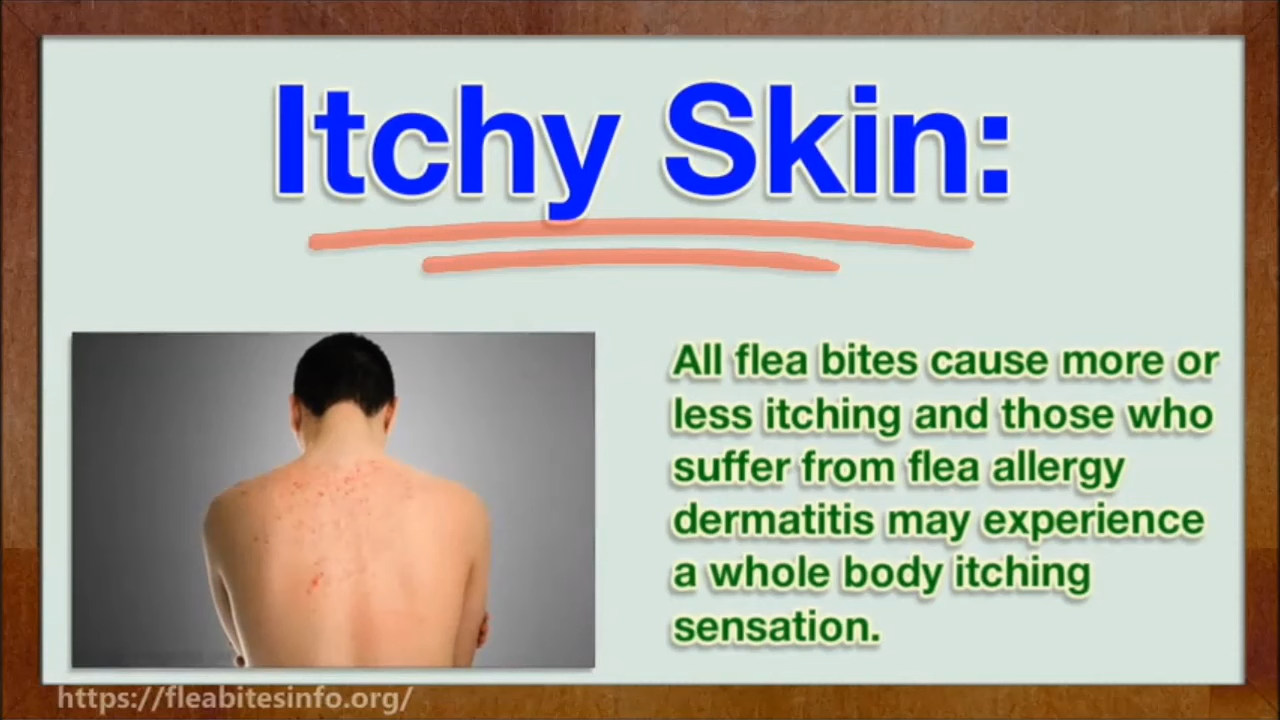 Itchy Skin:
All flea bites cause more or
less itching and those who
suffer from flea allergy
dermatitis may experience
a whole body itching
sensation.
https://fleabitesinfo.org/